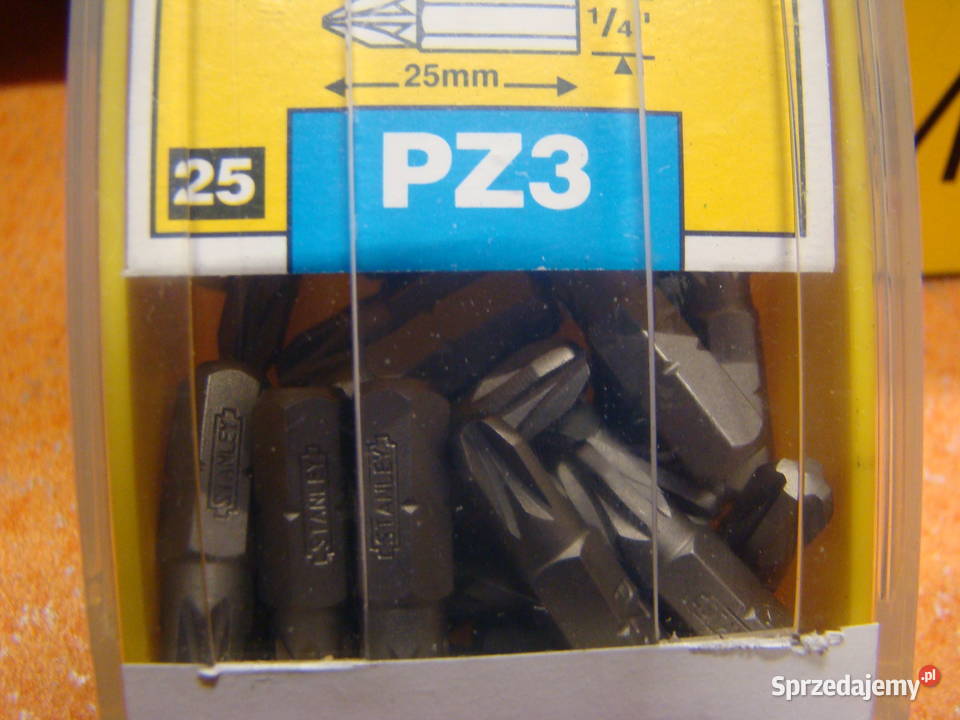 1/4"
25mm
PZ3
25
STANLEY
STANLEY
STANLEY
Sprzedajemy.pl